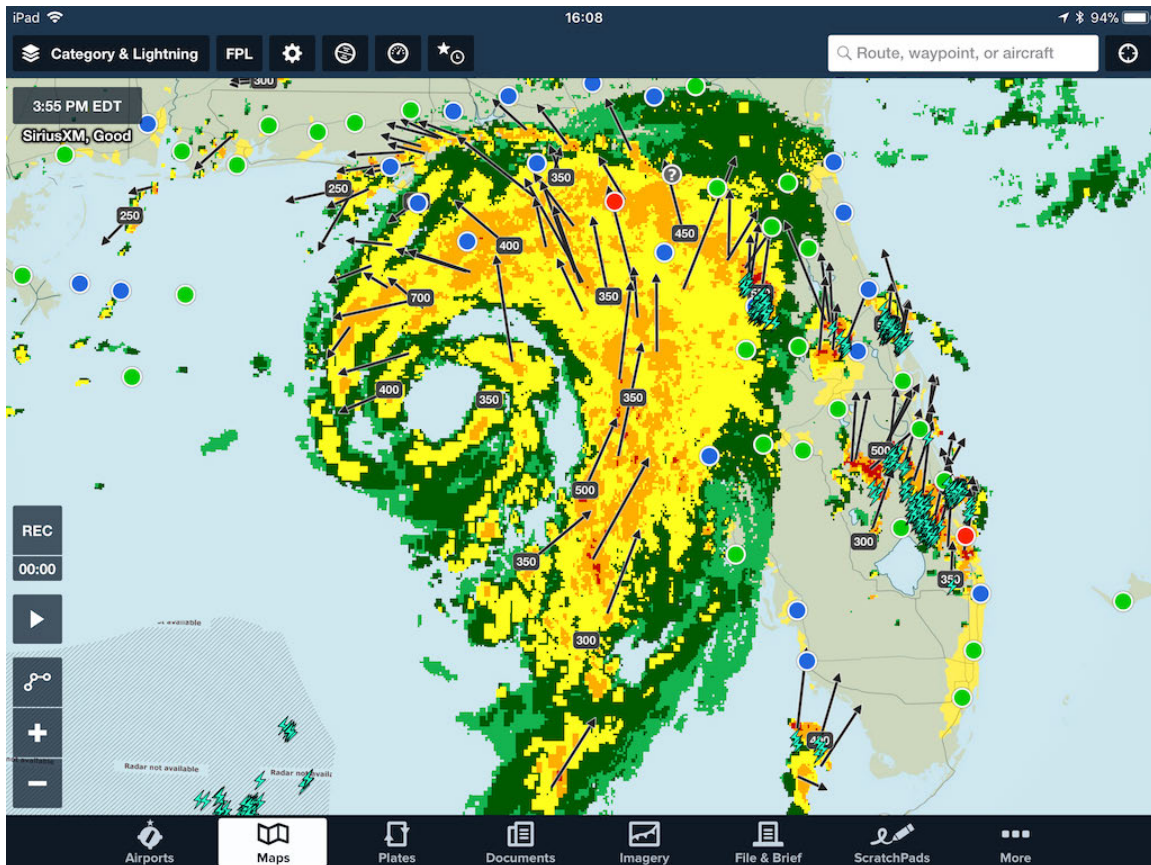 iPad
16:08
94%
Category & Lightning
FPL
Route, waypoint, or aircraft
300
3:55 PM EDT
SiriusXM, Good
350
250
250
450
400
700
350
400
350
350
500
500
350
300
350
300
REC
00:00
not available
Radar not available
Radar not availa
Airports
Maps
Plates
Documents
Imagery
File & Brief
ScratchPads
More